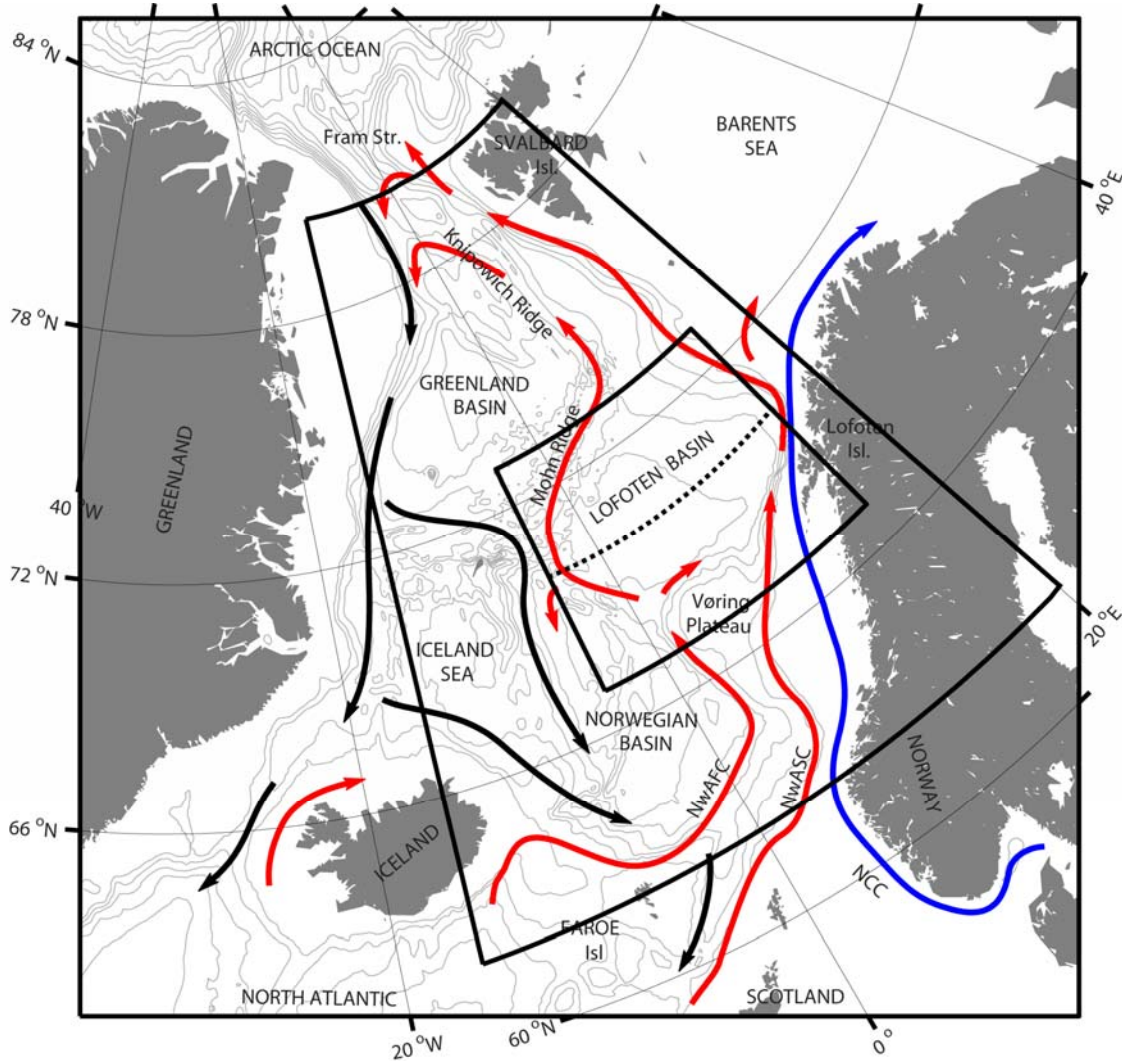 84 °N
ARCTIC OCEAN
Fram Str.
SVALBARD
Isl.
BARENTS
SEA
40 °E
Knipowich Ridge
78 °N
GREENLAND
BASIN
GREENLAND
Mohn Ridge
LOFOTEN BASIN
Lofoten
Isl.
40 °W
72 °N
Vøring
Plateau
20 °E
ICELAND
SEA
NORWEGIAN
BASIN
NwAFC
NwASC
NORWAY
66 °N
ICELAND
NCC
FAROE
Isl
NORTH ATLANTIC
SCOTLAND
20 °W
60 °N
0 °